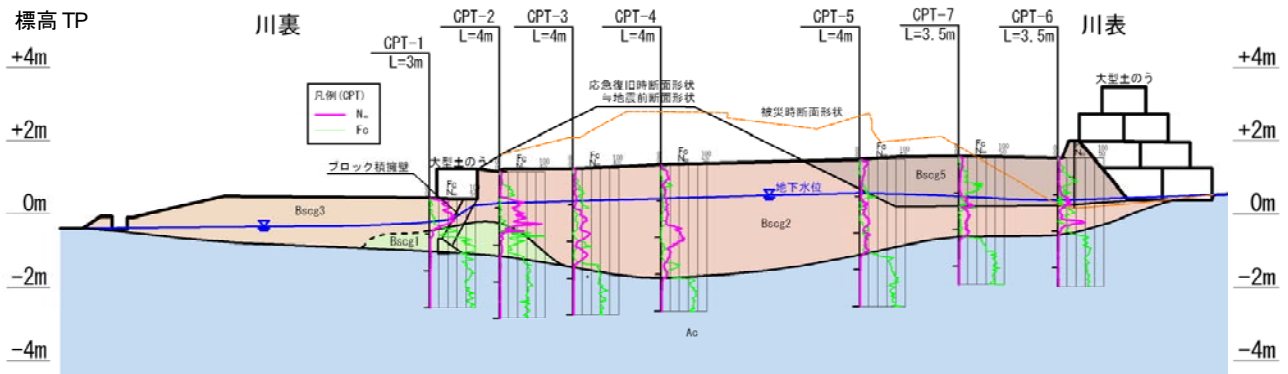 標高 TP
川裏
CPT-1
L=3m
CPT-2
L=4m
CPT-3
L=4m
CPT-4
L=4m
CPT-5
L=4m
CPT-7
L=3.5m
CPT-6
L=3.5m
川表
+4m
+2m
0m
-2m
-4m
+4m
+2m
0m
-2m
-4m
凡例(CPT)
Fc
応急復旧時断面形状
≒地震前断面形状
被災時断面形状
大型土のう
ブロック積擁壁
大型土のう
地下水位
Bscg3
Bscg1
Bscg2
Bscg5
Ac